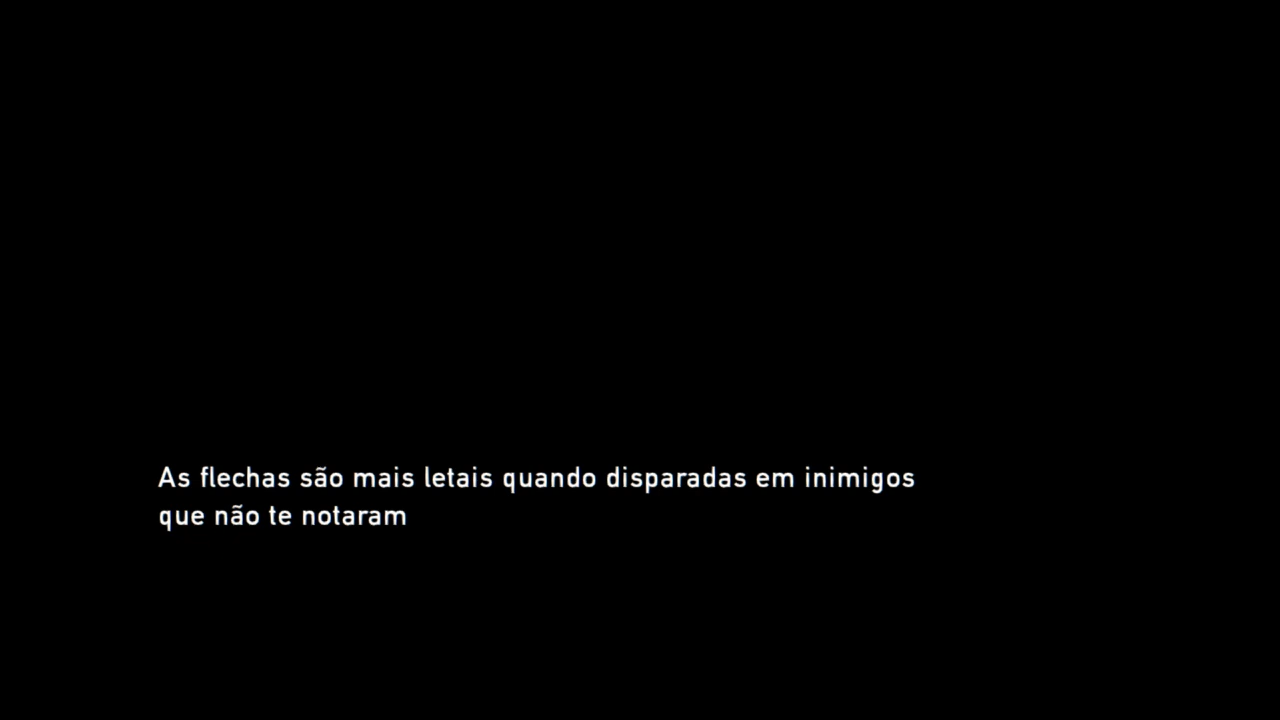 As flechas são mais letais quando disparadas em inimigos
que não te notaram